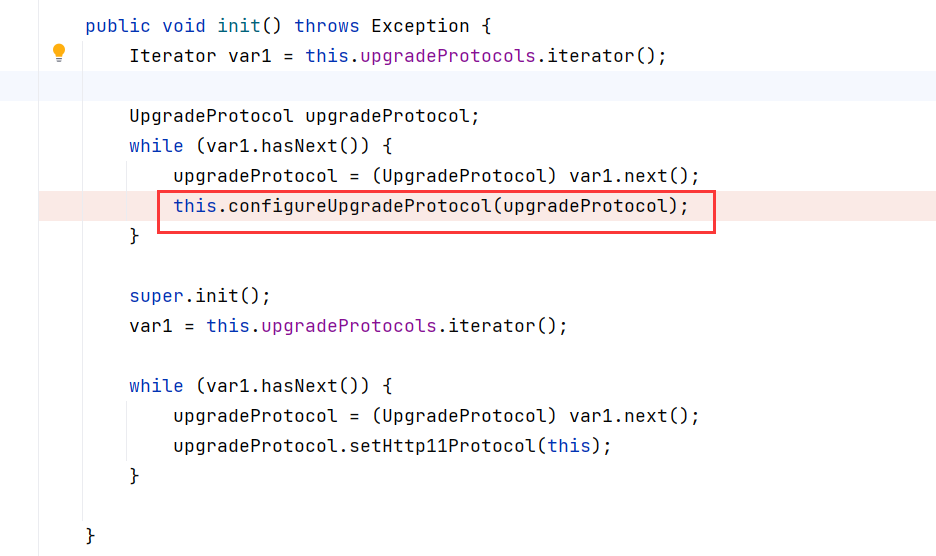 public void init() throws Exception {
Iterator var1 = this.upgradeProtocols.iterator();
UpgradeProtocol upgradeProtocol;
while (var1.hasNext()) {
upgradeProtocol = (UpgradeProtocol) var1.next();
this.configureUpgradeProtocol(upgradeProtocol);
}
super.init();
var1 = this.upgradeProtocols.iterator();
while (var1.hasNext()) {
upgradeProtocol = (UpgradeProtocol) var1.next();
upgradeProtocol.setHttp11Protocol(this);
}
}